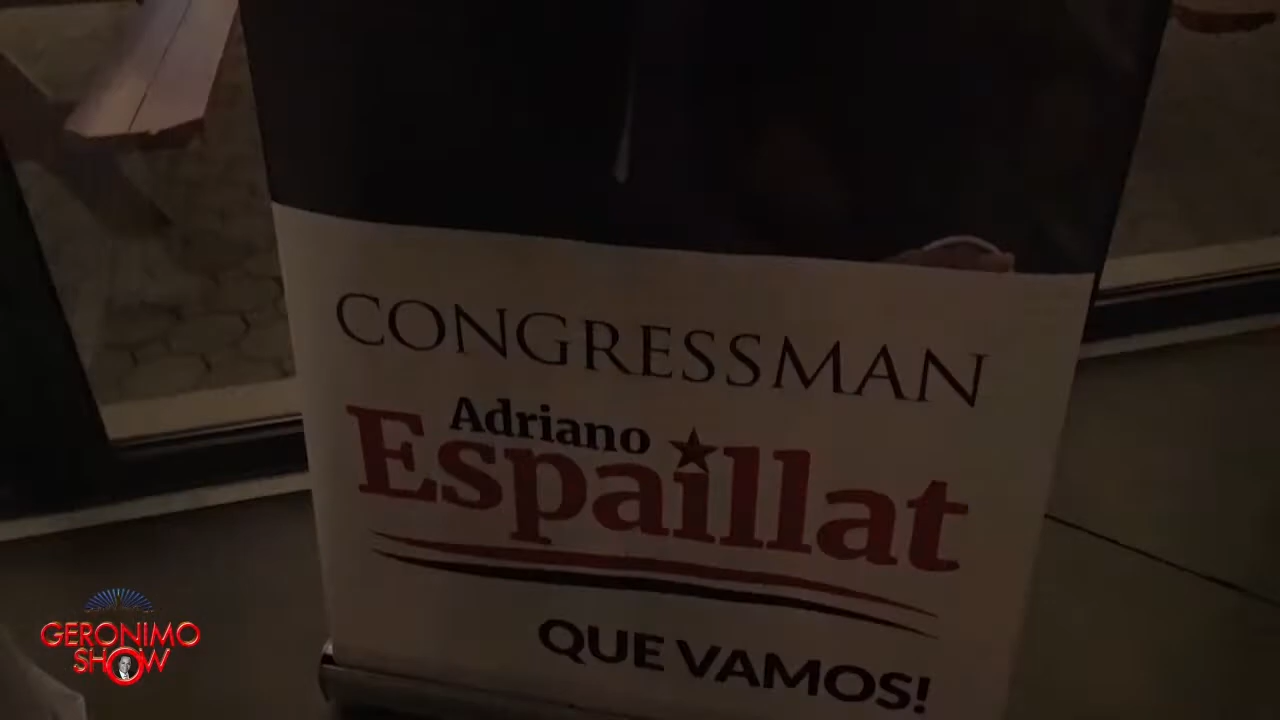 CONGRESSMAN
Adriano
Espaillat
QUE VAMOS!
GERONIMO
SHOW